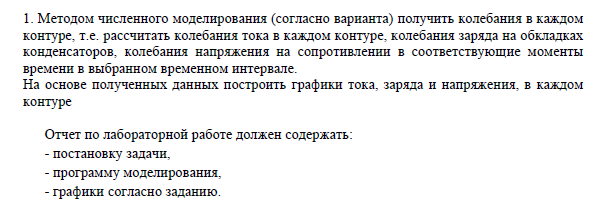 1. Методом численного моделирования (согласно варианта) получить колебания в каждом
контуре, т.е. рассчитать колебания тока в каждом контуре, колебания заряда на обкладках
конденсаторов, колебания напряжения на сопротивлении в соответствующие моменты
времени в выбранном временном интервале.
На основе полученных данных построить графики тока, заряда и напряжения, в каждом
контуре
Отчет по лабораторной работе должен содержать:
- постановку задачи,
- программу моделирования,
- графики согласно заданию.